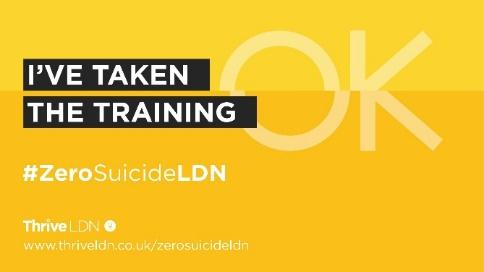 OK
I'VE TAKEN
THE TRAINING
#ZeroSuicideLDN
Thrive LDN
www.thriveldn.co.uk/zerosuicideldn